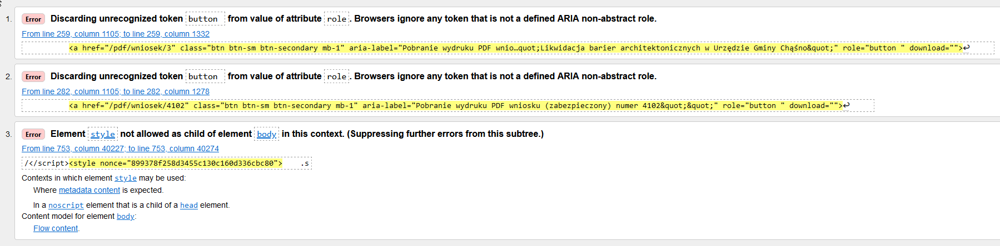 1. Error Discarding unrecognized token button from value of attribute role. Browsers ignore any token that is not a defined ARIA non-abstract role.
From line 259, column 1105; to line 259, column 1332
<a href="/pdf/wniosek/3" class="btn btn-sm btn-secondary mb-1" aria-label="Pobranie wydruku PDF wnio…quot;Likwidacja barier architektonicznych w Urzędzie Gminy Chąśno&quot;" role="button " download="">↩
2. Error Discarding unrecognized token button from value of attribute role. Browsers ignore any token that is not a defined ARIA non-abstract role.
From line 282, column 1105; to line 282, column 1278
<a href="/pdf/wniosek/4102" class="btn btn-sm btn-secondary mb-1" aria-label="Pobranie wydruku PDF wniosku (zabezpieczony) numer 4102&quot;&quot;" role="button " download="">↩
3. Error Element style not allowed as child of element body in this context. (Suppressing further errors from this subtree.)
From line 753, column 40227; to line 753, column 40274
/</script><style nonce="899378f258d3455c130c160d336cbc80">    .s
Contexts in which element style may be used:
Where metadata content is expected.
In a noscript element that is a child of a head element.
Content model for element body:
Flow content.